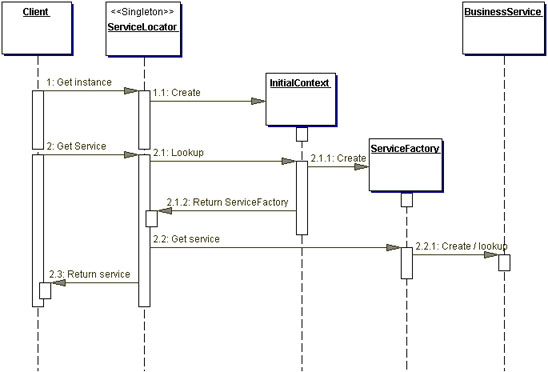 Client
<<Singleton>>
ServiceLocator
BusinessService
1: Get instance
1.1: Create
InitialContext
2: Get Service
2.1: Lookup
2.1.1: Create
ServiceFactory
2.1.2: Return ServiceFactory
2.2: Get service
2.2.1: Create / lookup
2.3: Return service